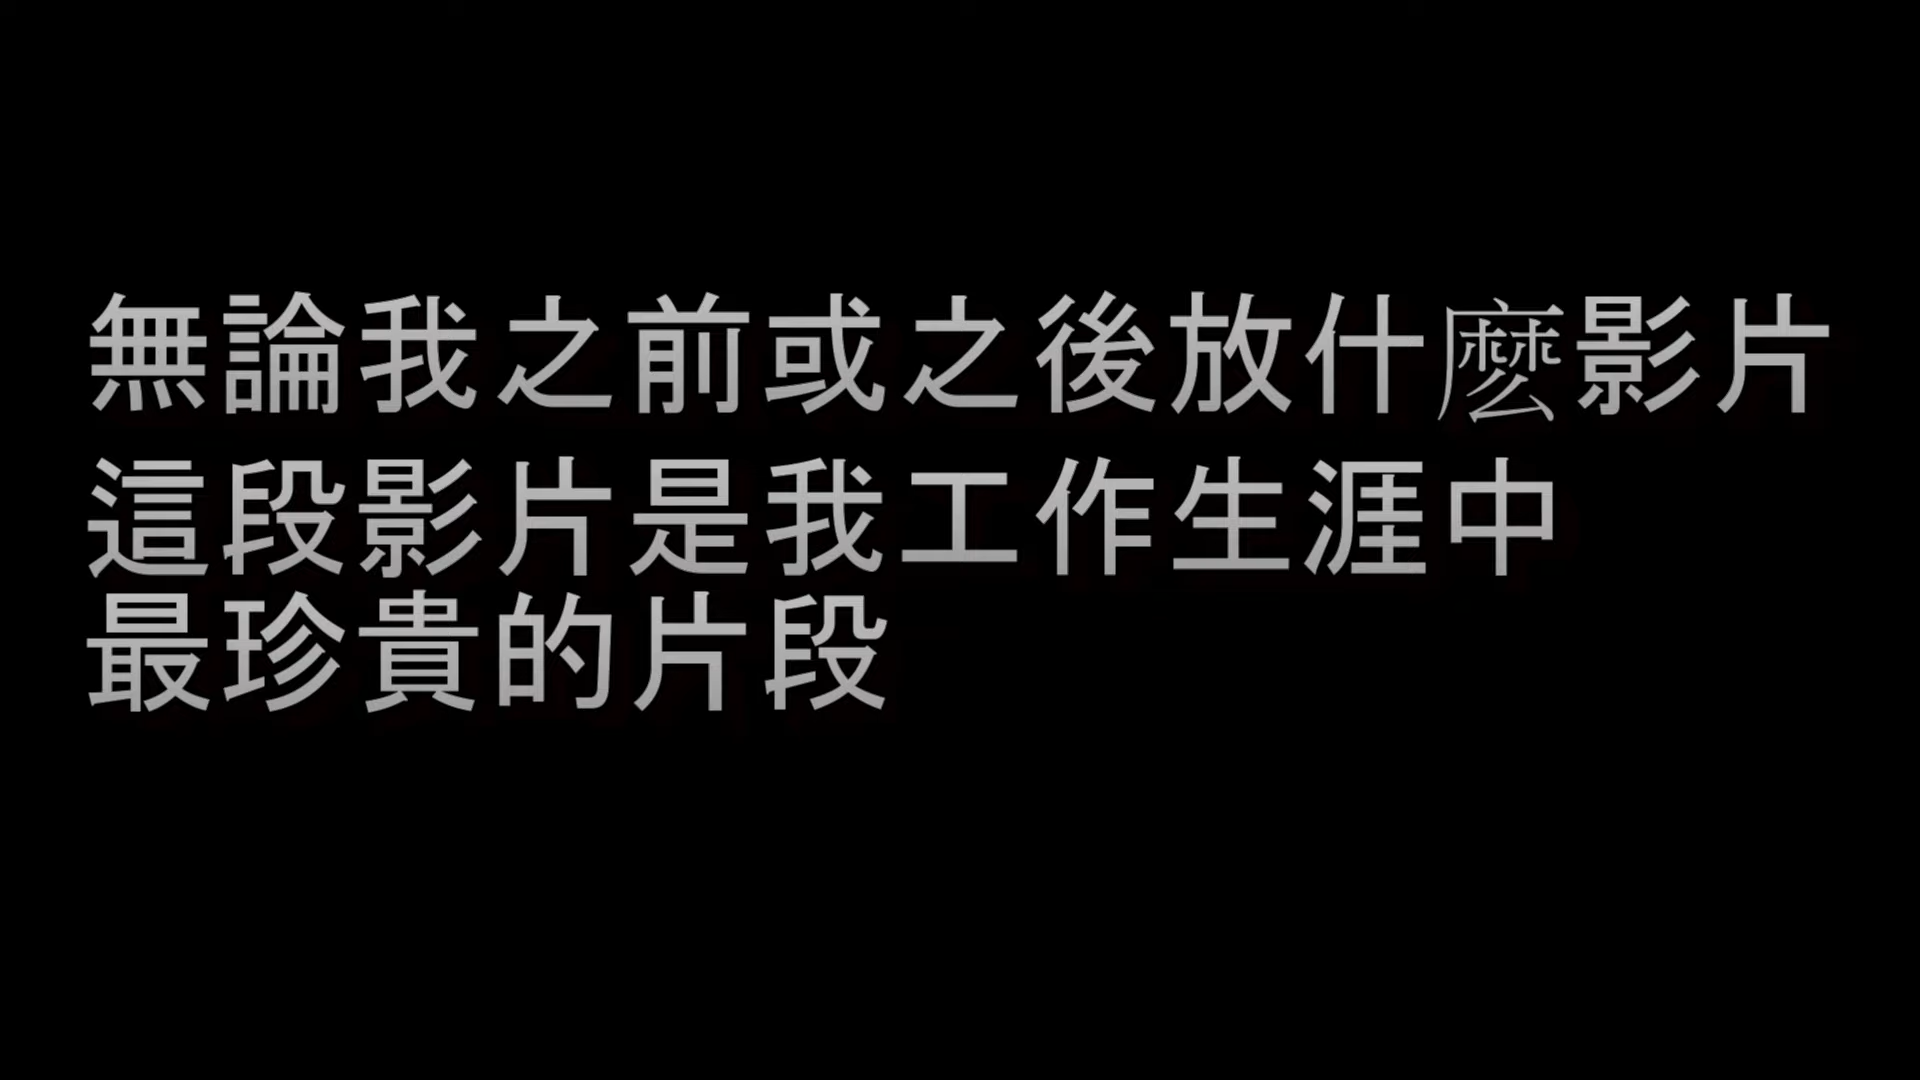 無論我之前或之後放什麽影片
這段影片是我工作生涯中
最珍貴的片段